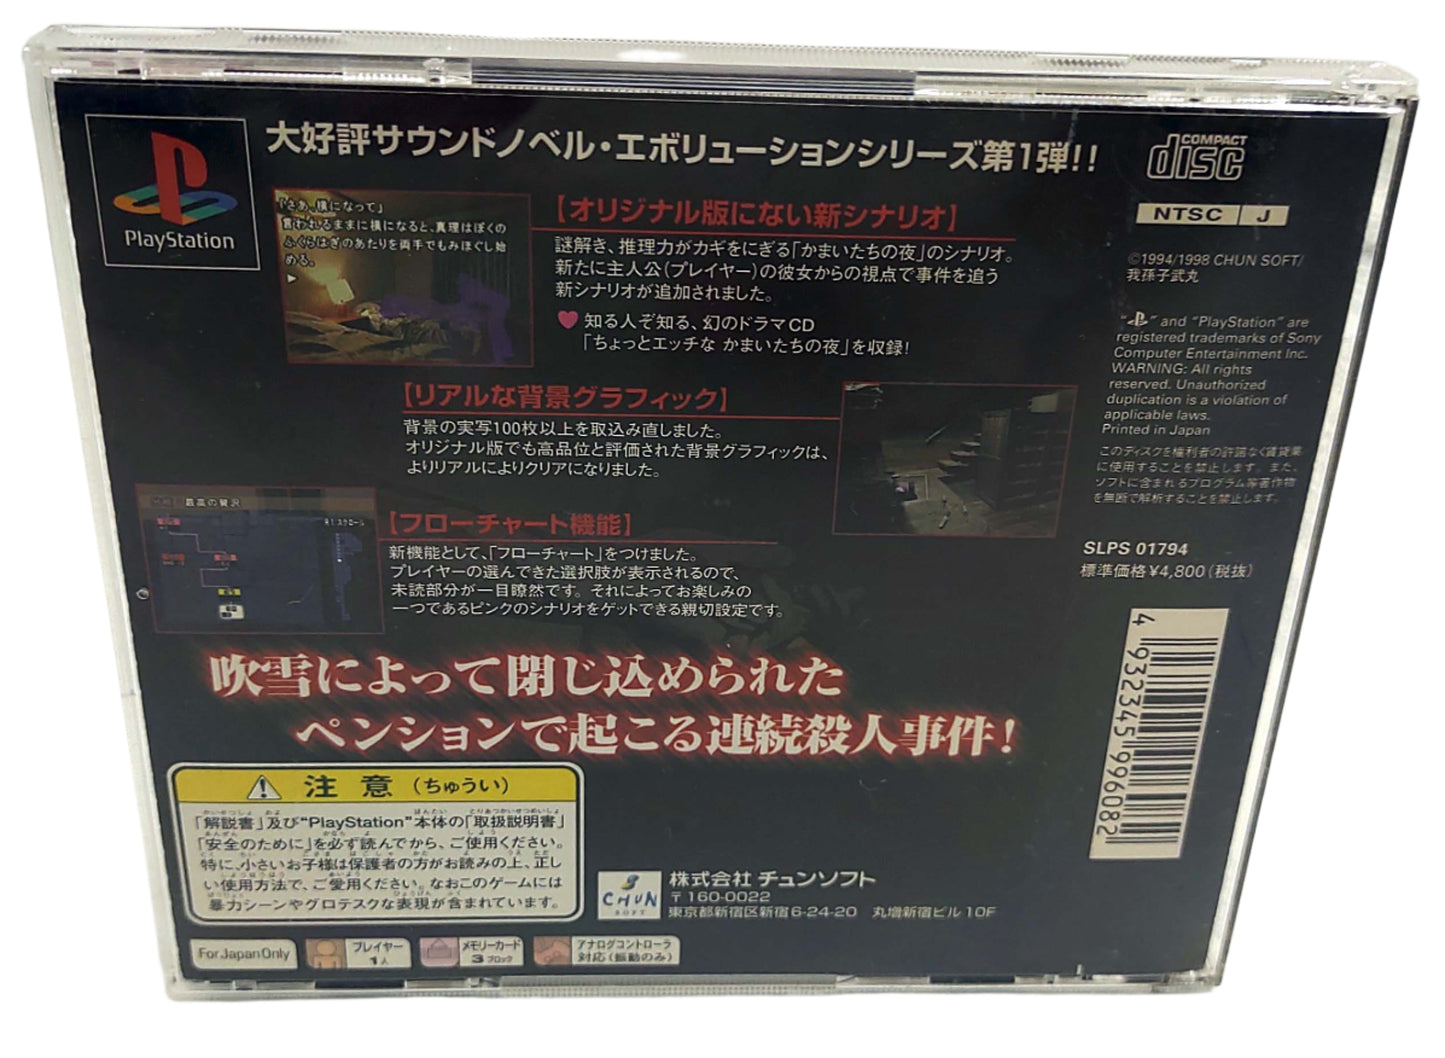 大好評サウンドノベル・エボリューションシリーズ第1弾!!
PlayStation
COMPACT
disc
NTSC J
「さあ、横になって」
言われるままに横になると、真理はぼくの
ふくらはぎのあたりを両手でもみほぐし始
める。
【オリジナル版にない新シナリオ】
謎解き、推理力がカギをにぎる「かまいたちの夜」のシナリオ。
新たに主人公(プレイヤー)の彼女からの視点で事件を追う
新シナリオが追加されました。
知る人ぞ知る、幻のドラマCD
「ちょっとエッチな かまいたちの夜」を収録!
©1994/1998 CHUN SOFT/
我孫子武丸
" " and "PlayStation" are
registered trademarks of Sony
Computer Entertainment Inc.
WARNING: All rights
reserved. Unauthorized
duplication is a violation of
applicable laws.
Printed in Japan
このディスクを権利者の許諾なく賃貸業
に使用することを禁止します。また、
ソフトに含まれるプログラム等著作物
を無断で解析することを禁止します。
【リアルな背景グラフィック】
背景の実写100枚以上を取込み直しました。
オリジナル版でも高品位と評価された背景グラフィックは、
よりリアルによりクリアになりました。
最高の贅沢
R1スクロール
【フローチャート機能】
新機能として、「フローチャート」をつけました。
プレイヤーの選んできた選択肢が表示されるので、
未読部分が一目瞭然です。それによってお楽しみの
一つであるピンクのシナリオをゲットできる親切設定です。
SLPS 01794
標準価格¥4,800(税抜)
4 932345 996082
吹雪によって閉じ込められた
ペンションで起こる連続殺人事件!
注意(ちゅうい)
「解説書」及び"PlayStation"本体の「取扱説明書」
「安全のために」を必ず読んでから、ご使用ください。
特に、小さいお子様は保護者の方がお読みの上、正し
い使用方法で、ご愛用ください。なおこのゲームには
暴力シーンやグロテスクな表現が含まれています。
CHUN
SOFT
株式会社 チュンソフト
〒160-0022
東京都新宿区新宿6-24-20 丸増新宿ビル10F
For Japan Only
プレイヤー
1人
メモリーカード
3ブロック
アナログコントローラ
対応(振動のみ)